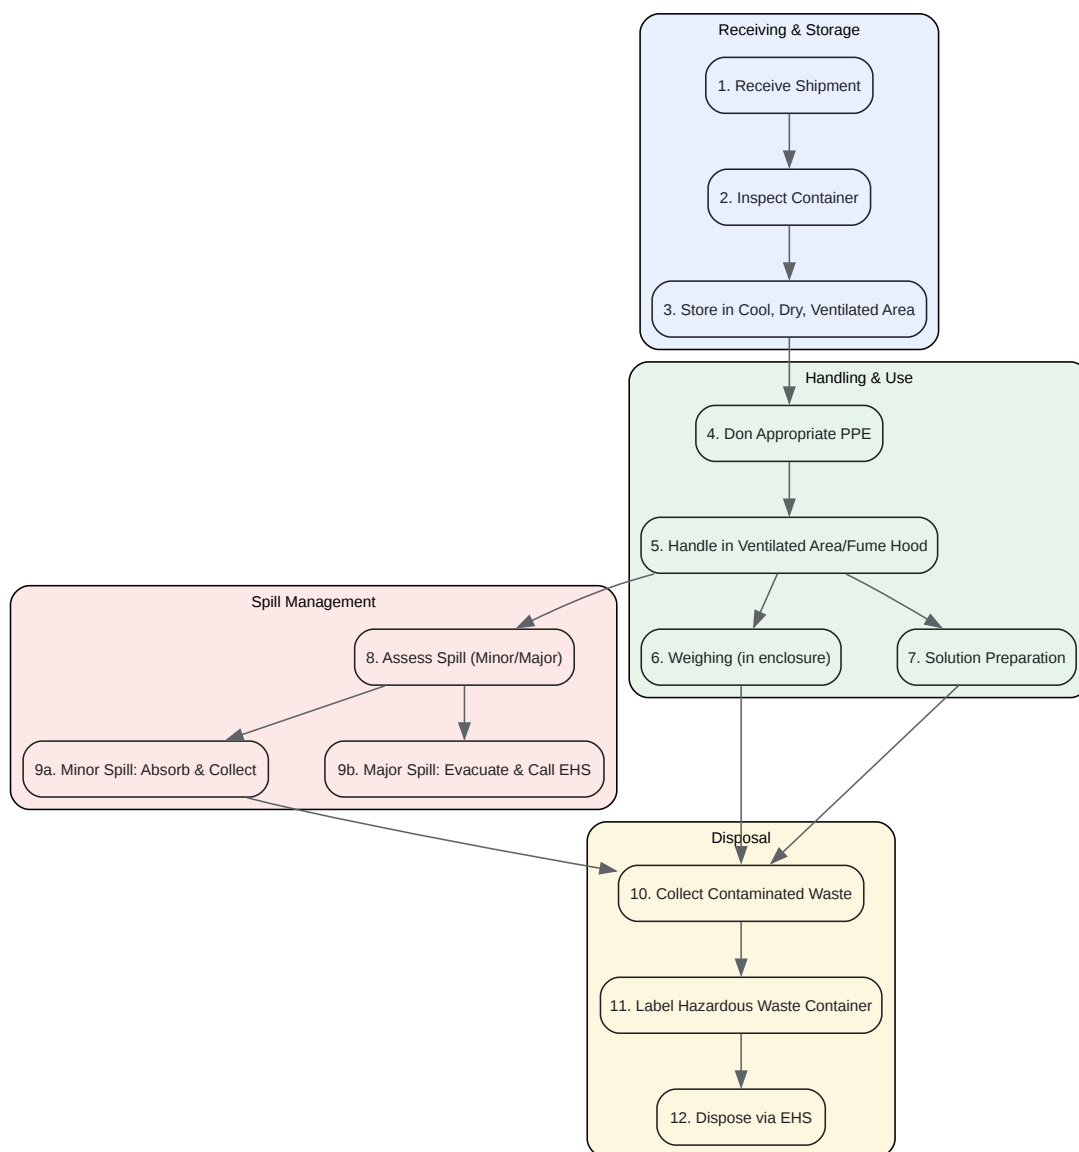 Receiving & Storage
1. Receive Shipment
2. Inspect Container
3. Store in Cool, Dry, Ventilated Area
Handling & Use
4. Don Appropriate PPE
5. Handle in Ventilated Area/Fume Hood
Spill Management
8. Assess Spill (Minor/Major)
6. Weighing (in enclosure)
7. Solution Preparation
9a. Minor Spill: Absorb & Collect
9b. Major Spill: Evacuate & Call EHS
Disposal
10. Collect Contaminated Waste
11. Label Hazardous Waste Container
12. Dispose via EHS